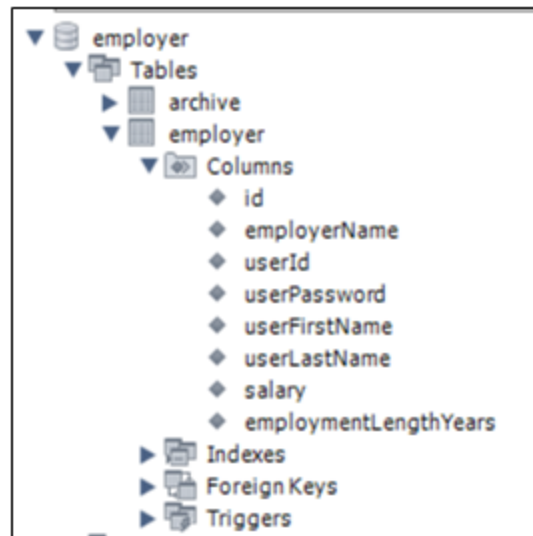 employer
Tables
archive
employer
Columns
id
employerName
userId
userPassword
userFirstName
userLastName
salary
employmentLengthYears
Indexes
Foreign Keys
Triggers